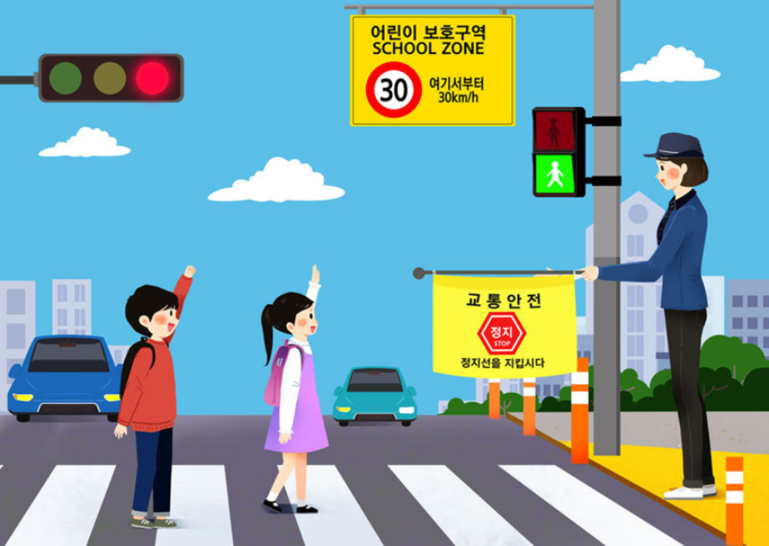 어린이 보호구역
SCHOOL ZONE
30
여기서부터
30km/h
교통안전
정지
STOP
정지선을 지킵시다